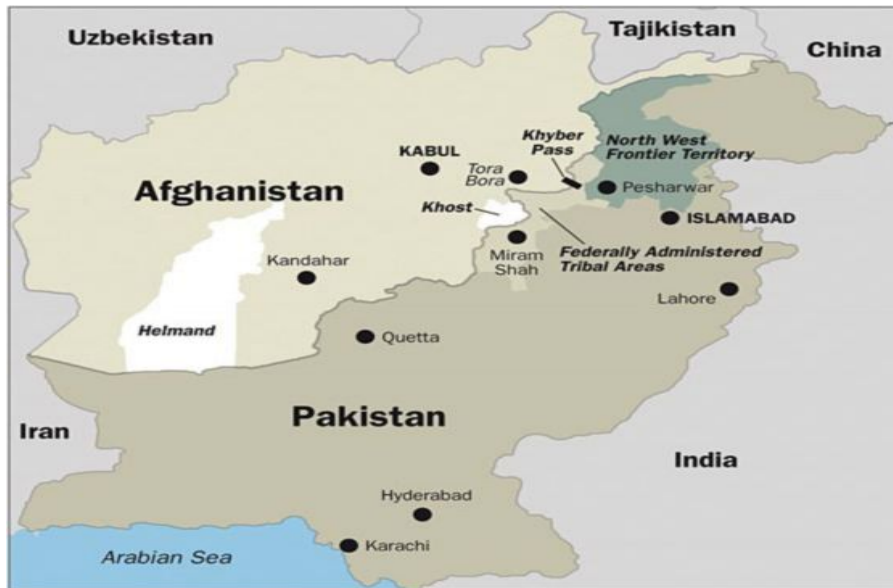 Uzbekistan
Tajikistan
China
KABUL
Tora
Bora
Khyber
Pass
North West
Frontier Territory
Pesharwar
Afghanistan
Khost
ISLAMABAD
Miram
Shah
Federally Administered
Tribal Areas
Kandahar
Lahore
Helmand
Quetta
Pakistan
Iran
India
Hyderabad
Karachi
Arabian Sea